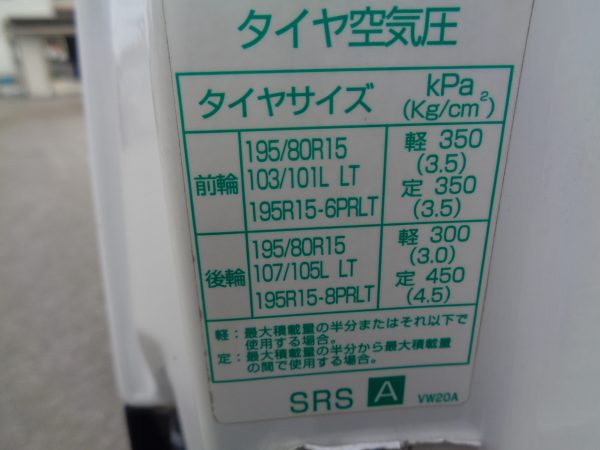 タイヤ空気圧
タイヤサイズ
kPa
(Kg/cm²)
前輪
195/80R15
103/101L LT
195R15-6PRLT
軽 350
(3.5)
定 350
(3.5)
後輪
195/80R15
107/105L LT
195R15-8PRLT
軽 300
(3.0)
定 450
(4.5)
軽：最大積載量の半分またはそれ以下で
使用する場合。
定：最大積載量の半分から最大積載量
の間で使用する場合。
SRS A VW20A